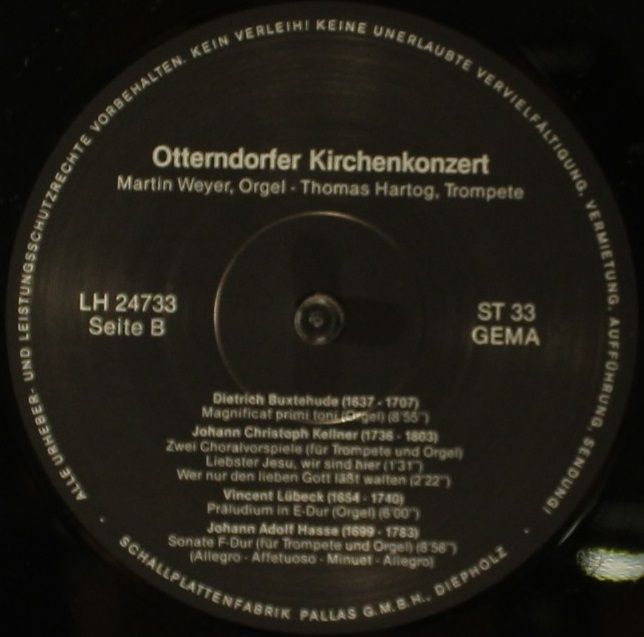 ALLE URHEBER- UND LEISTUNGSSCHUTZRECHTE VORBEHALTEN. KEIN VERLEIH! KEINE UNERLAUBTE VERVIELFÄLTIGUNG, VERMIETUNG, AUFFÜHRUNG, SENDUNG!
Otterndorfer Kirchenkonzert
Martin Weyer, Orgel - Thomas Hartog, Trompete
LH 24733
Seite B
ST 33
GEMA
Dietrich Buxtehude (1637 - 1707)
Magnificat primi toni (Orgel) (8'55")
Johann Christoph Kellner (1736 - 1803)
Zwei Choralvorspiele (für Trompete und Orgel)
Liebster Jesu, wir sind hier (1'31")
Wer nur den lieben Gott läßt walten (2'22")
Vincent Lübeck (1654 - 1740)
Präludium in E-Dur (Orgel) (6'00")
Johann Adolf Hasse (1699 - 1783)
Sonate F-Dur (für Trompete und Orgel) (8'58")
(Allegro - Affetuoso - Minuet - Allegro)
SCHALLPLATTENFABRIK PALLAS G.M.B.H., DIEPHOLZ